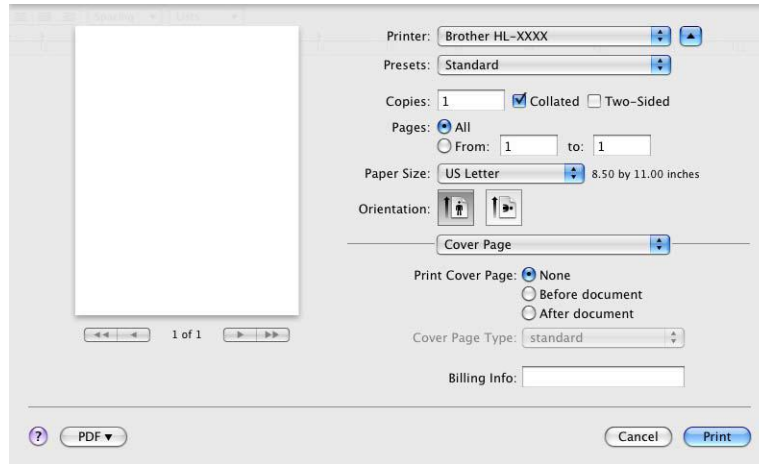 Printer: Brother HL-XXXX
Presets: Standard
Copies: 1 Collated Two-Sided
Pages: All
From: 1 to: 1
Paper Size: US Letter 8.50 by 11.00 inches
Orientation:
Cover Page
Print Cover Page: None
Before document
After document
Cover Page Type: standard
Billing Info:
1 of 1
? PDF Cancel Print